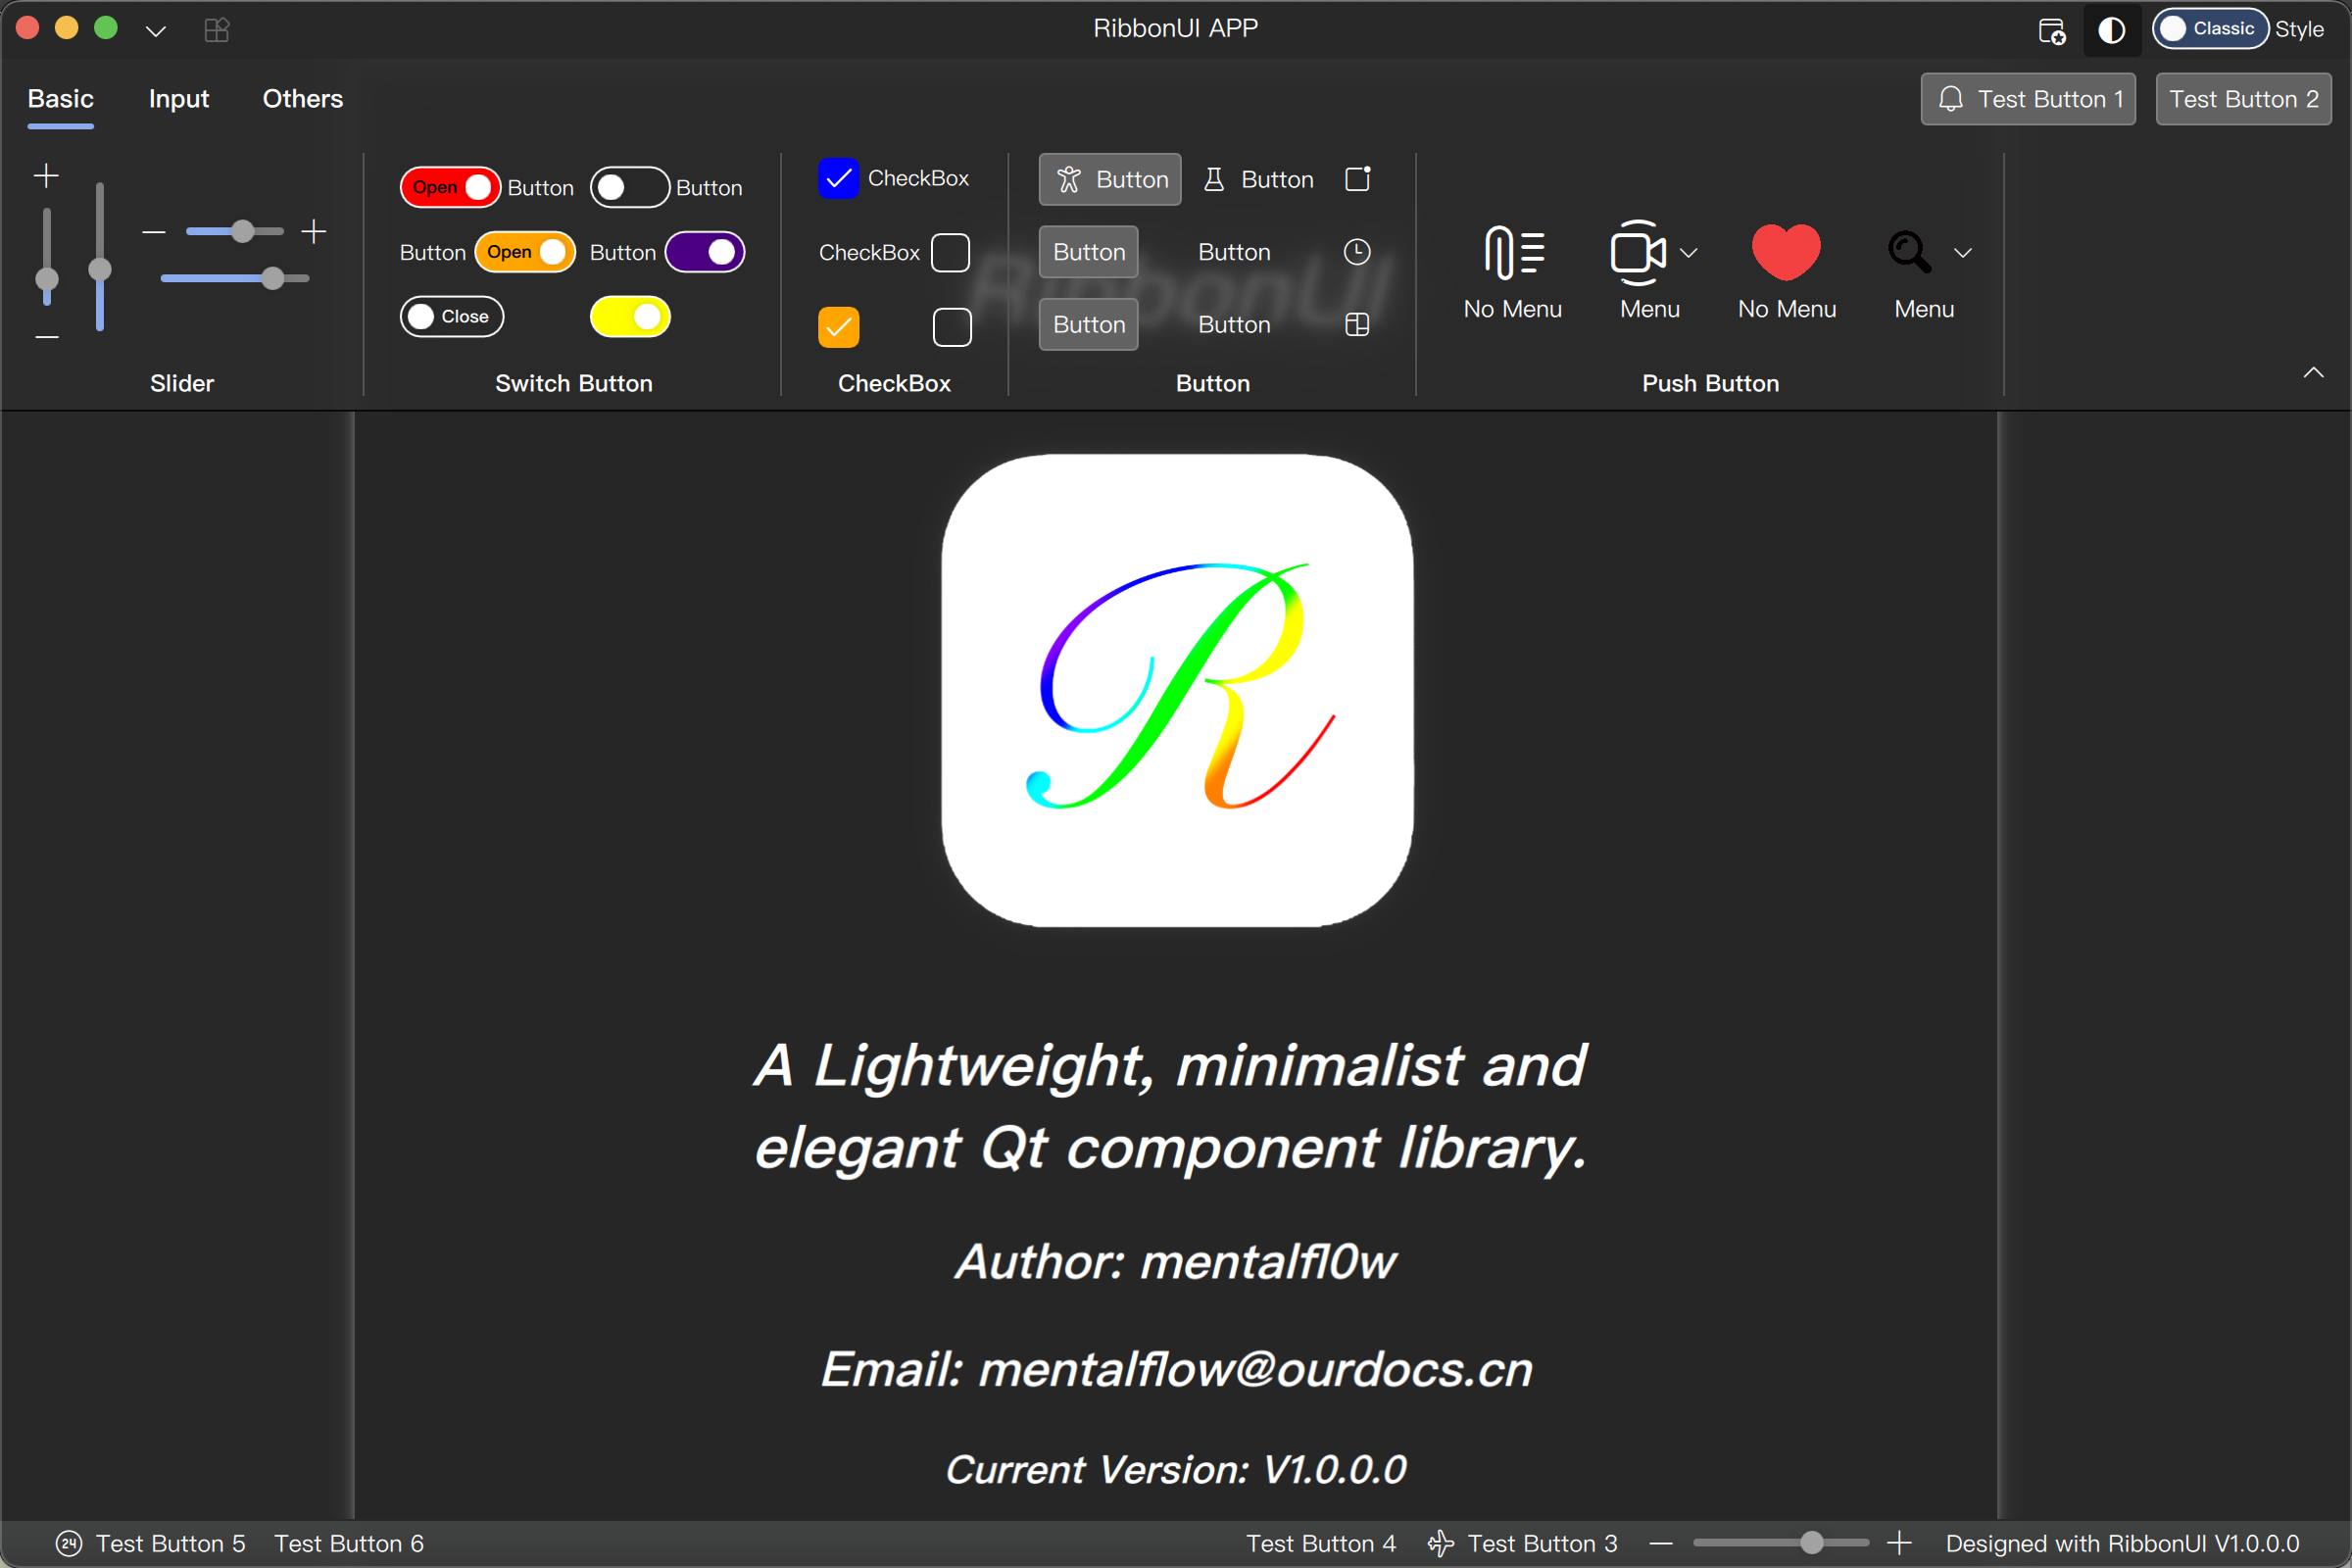 RibbonUI APP
Classic Style
Basic Input Others
Test Button 1 Test Button 2
Open Button Button
Button Open Button
Close
Slider
Switch Button
CheckBox
CheckBox
CheckBox
Button Button
Button Button
Button Button
Button
RibbonUI
No Menu Menu No Menu Menu
Push Button
R
A Lightweight, minimalist and
elegant Qt component library.
Author: mentalfl0w
Email: mentalflow@ourdocs.cn
Current Version: V1.0.0.0
24 Test Button 5 Test Button 6
Test Button 4 Test Button 3 Designed with RibbonUI V1.0.0.0